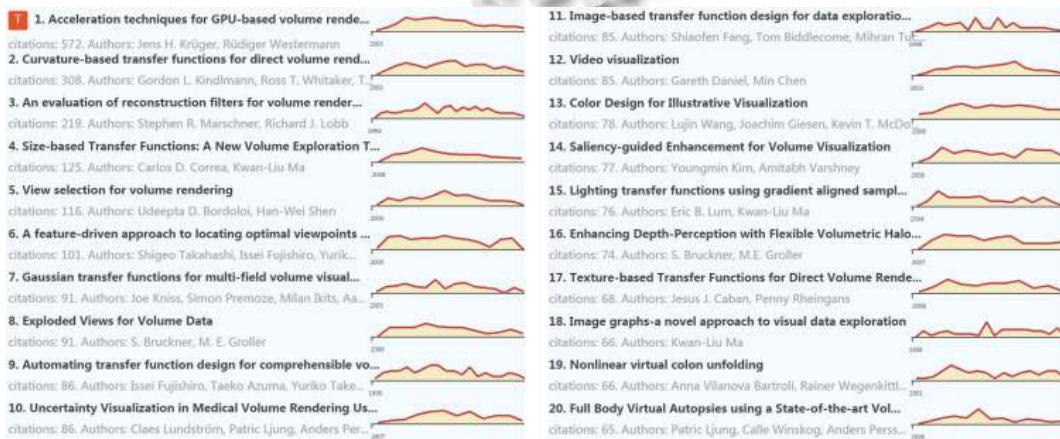 T 1. Acceleration techniques for GPU-based volume rende...
citations: 572. Authors: Jens H. Krüger, Rüdiger Westermann
2003
2. Curvature-based transfer functions for direct volume rend...
citations: 308. Authors: Gordon L. Kindlmann, Ross T. Whitaker, T...
2003
3. An evaluation of reconstruction filters for volume render...
citations: 219. Authors: Stephen R. Marschner, Richard J. Lobb
1994
4. Size-based Transfer Functions: A New Volume Exploration T...
citations: 125. Authors: Carlos D. Correa, Kwan-Liu Ma
2008
5. View selection for volume rendering
citations: 116. Authors: Udeepta D. Bordoloi, Han-Wei Shen
6. A feature-driven approach to locating optimal viewpoints ...
citations: 101. Authors: Shigeo Takahashi, Issei Fujishiro, Yurik...
2005
7. Gaussian transfer functions for multi-field volume visual...
citations: 91. Authors: Joe Kniss, Simon Premoze, Milan Ikits, Aa...
2003
8. Exploded Views for Volume Data
citations: 91. Authors: S. Bruckner, M. E. Groller
9. Automating transfer function design for comprehensible vo...
citations: 86. Authors: Issei Fujishiro, Taeko Azuma, Yuriko Take...
10. Uncertainty Visualization in Medical Volume Rendering Us...
citations: 86. Authors: Claes Lundström, Patric Ljung, Anders Per...
2007
11. Image-based transfer function design for data exploratio...
citations: 85. Authors: Shiaofen Fang, Tom Biddlecome, Mihran Tuc...
1998
12. Video visualization
citations: 85. Authors: Gareth Daniel, Min Chen
13. Color Design for Illustrative Visualization
citations: 78. Authors: Lujin Wang, Joachim Giesen, Kevin T. McDo...
2008
14. Saliency-guided Enhancement for Volume Visualization
citations: 77. Authors: Youngmin Kim, Amitabh Varshney
15. Lighting transfer functions using gradient aligned sampl...
citations: 76. Authors: Eric B. Lum, Kwan-Liu Ma
2004
16. Enhancing Depth-Perception with Flexible Volumetric Halo...
citations: 74. Authors: S. Bruckner, M.E. Groller
2007
17. Texture-based Transfer Functions for Direct Volume Rende...
citations: 68. Authors: Jesus J. Caban, Penny Rheingans
18. Image graphs-a novel approach to visual data exploration
citations: 66. Authors: Kwan-Liu Ma
19. Nonlinear virtual colon unfolding
citations: 66. Authors: Anna Vilanova Bartroli, Rainer Wegenkittl...
2001
20. Full Body Virtual Autopsies using a State-of-the-art Vol...
citations: 65. Authors: Patric Ljung, Calle Winskog, Anders Perss...